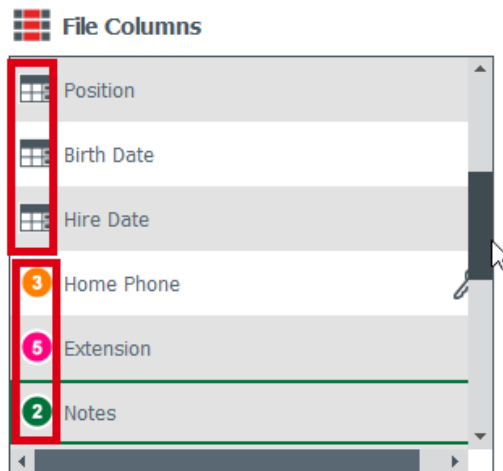 File Columns
Position
Birth Date
Hire Date
3 Home Phone
5 Extension
2 Notes